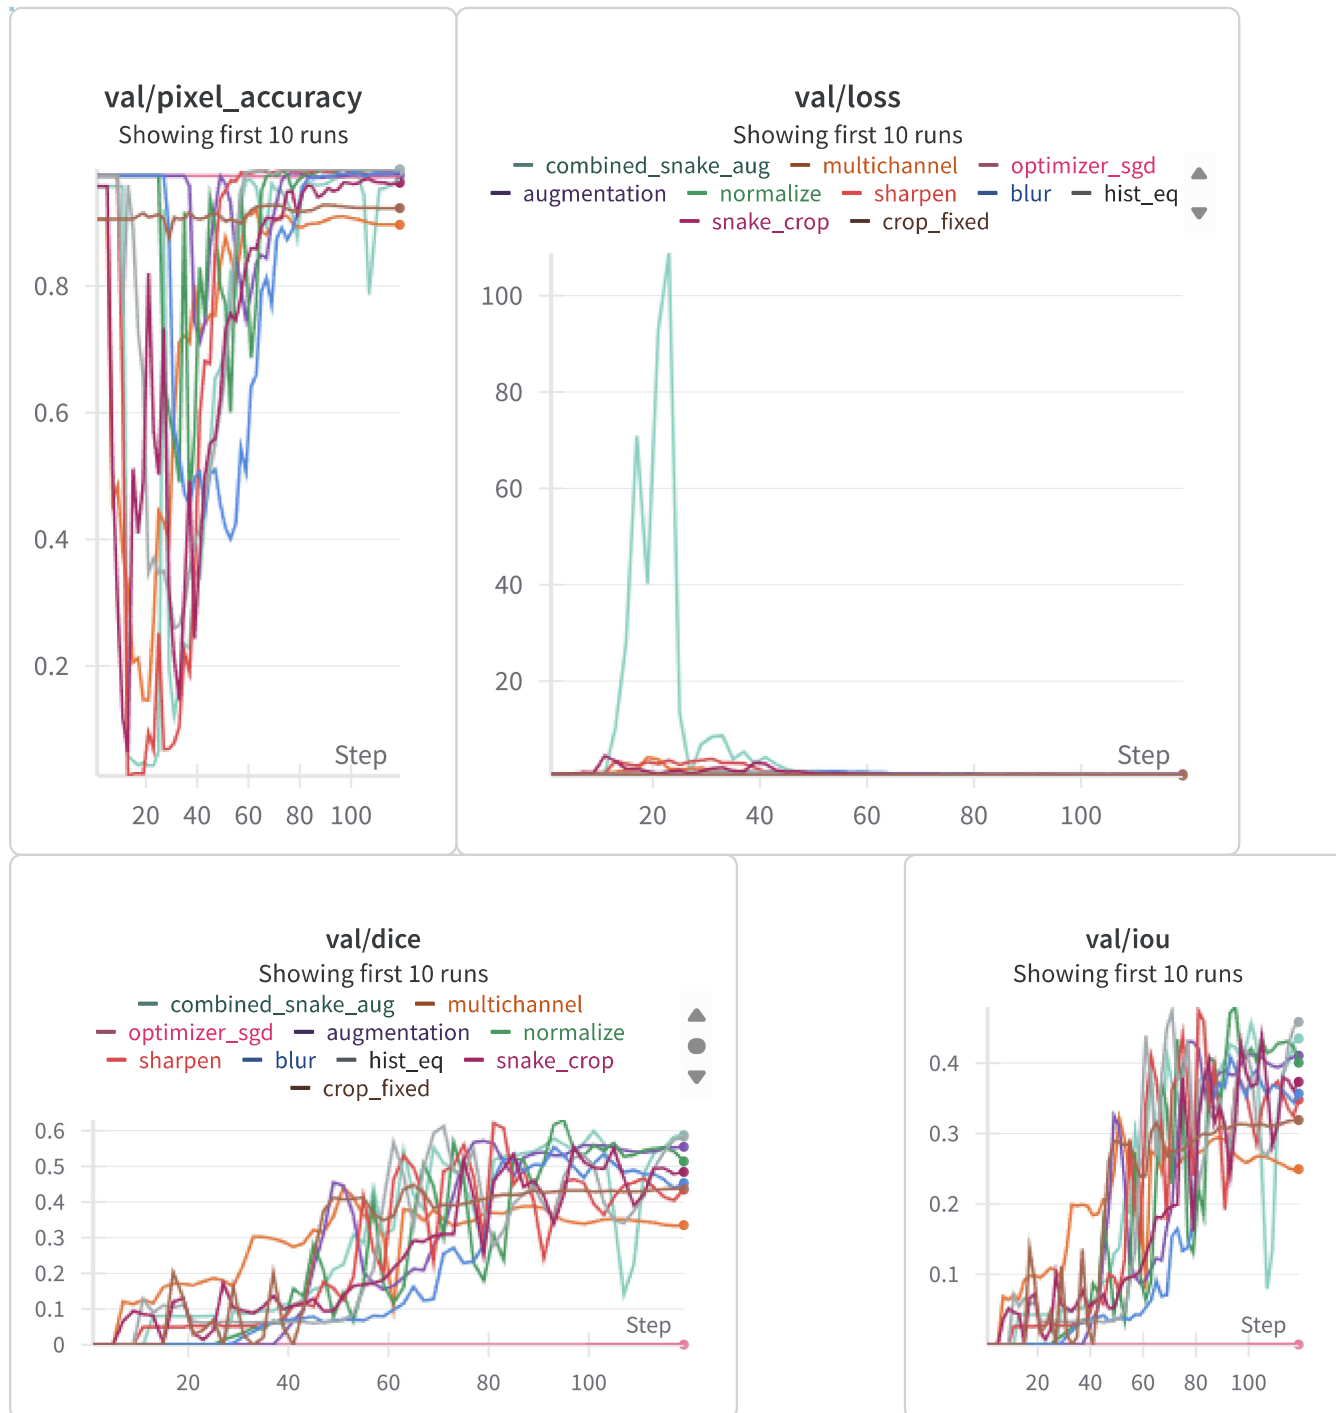 val/pixel_accuracy
Showing first 10 runs
0.8
0.6
0.4
0.2
Step
20 40 60 80 100
val/loss
Showing first 10 runs
combined_snake_aug multichannel optimizer_sgd
augmentation normalize sharpen blur hist_eq
snake_crop crop_fixed
100
80
60
40
20
Step
20 40 60 80 100
val/dice
Showing first 10 runs
combined_snake_aug multichannel
optimizer_sgd augmentation normalize
sharpen blur hist_eq snake_crop
crop_fixed
0.6
0.5
0.4
0.3
0.2
0.1
0
Step
20 40 60 80 100
val/iou
Showing first 10 runs
0.4
0.3
0.2
0.1
Step
20 40 60 80 100